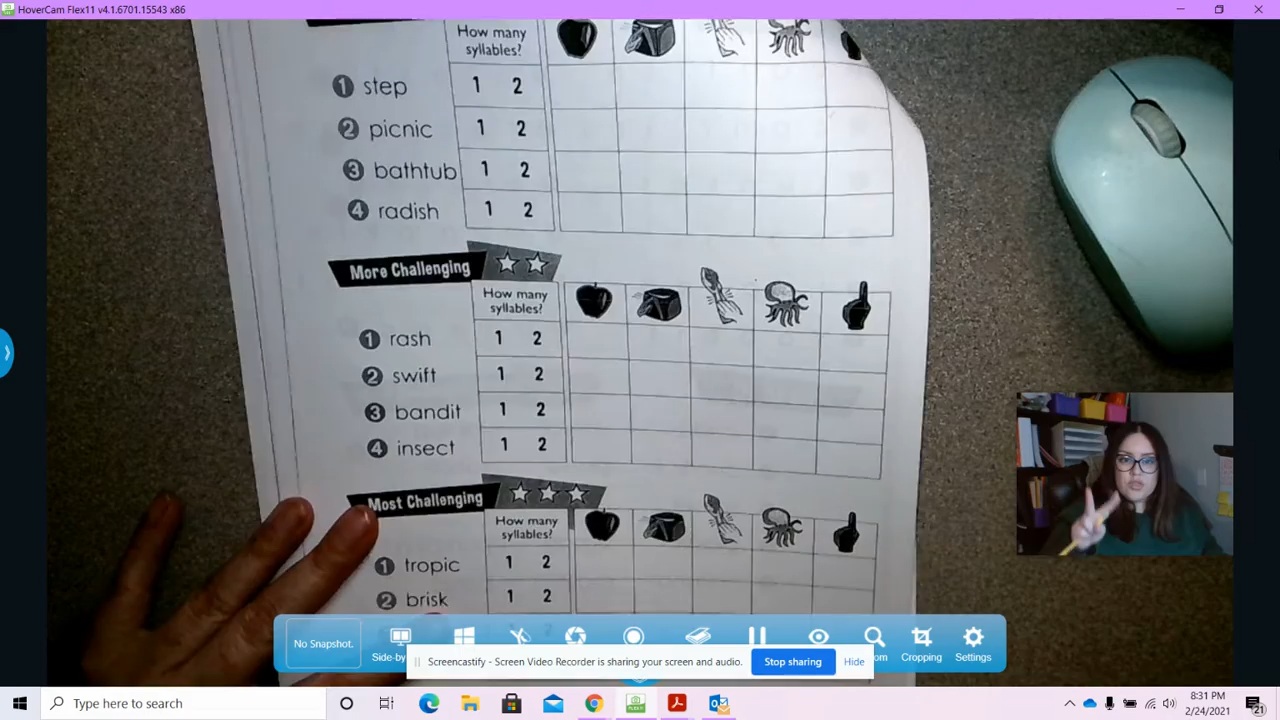 HoverCam Flex11 v4.1.6701.15543 x86
How many
syllables?
1 step 1 2
2 picnic 1 2
3 bathtub 1 2
4 radish 1 2
More Challenging
How many
syllables?
1 rash 1 2
2 swift 1 2
3 bandit 1 2
4 insect 1 2
Most Challenging
How many
syllables?
1 tropic 1 2
2 brisk 1 2
No Snapshot.
Side-by
Cropping
Settings
Screencastify - Screen Video Recorder is sharing your screen and audio.
Stop sharing
Hide
Type here to search
8:31 PM
2/24/2021
21